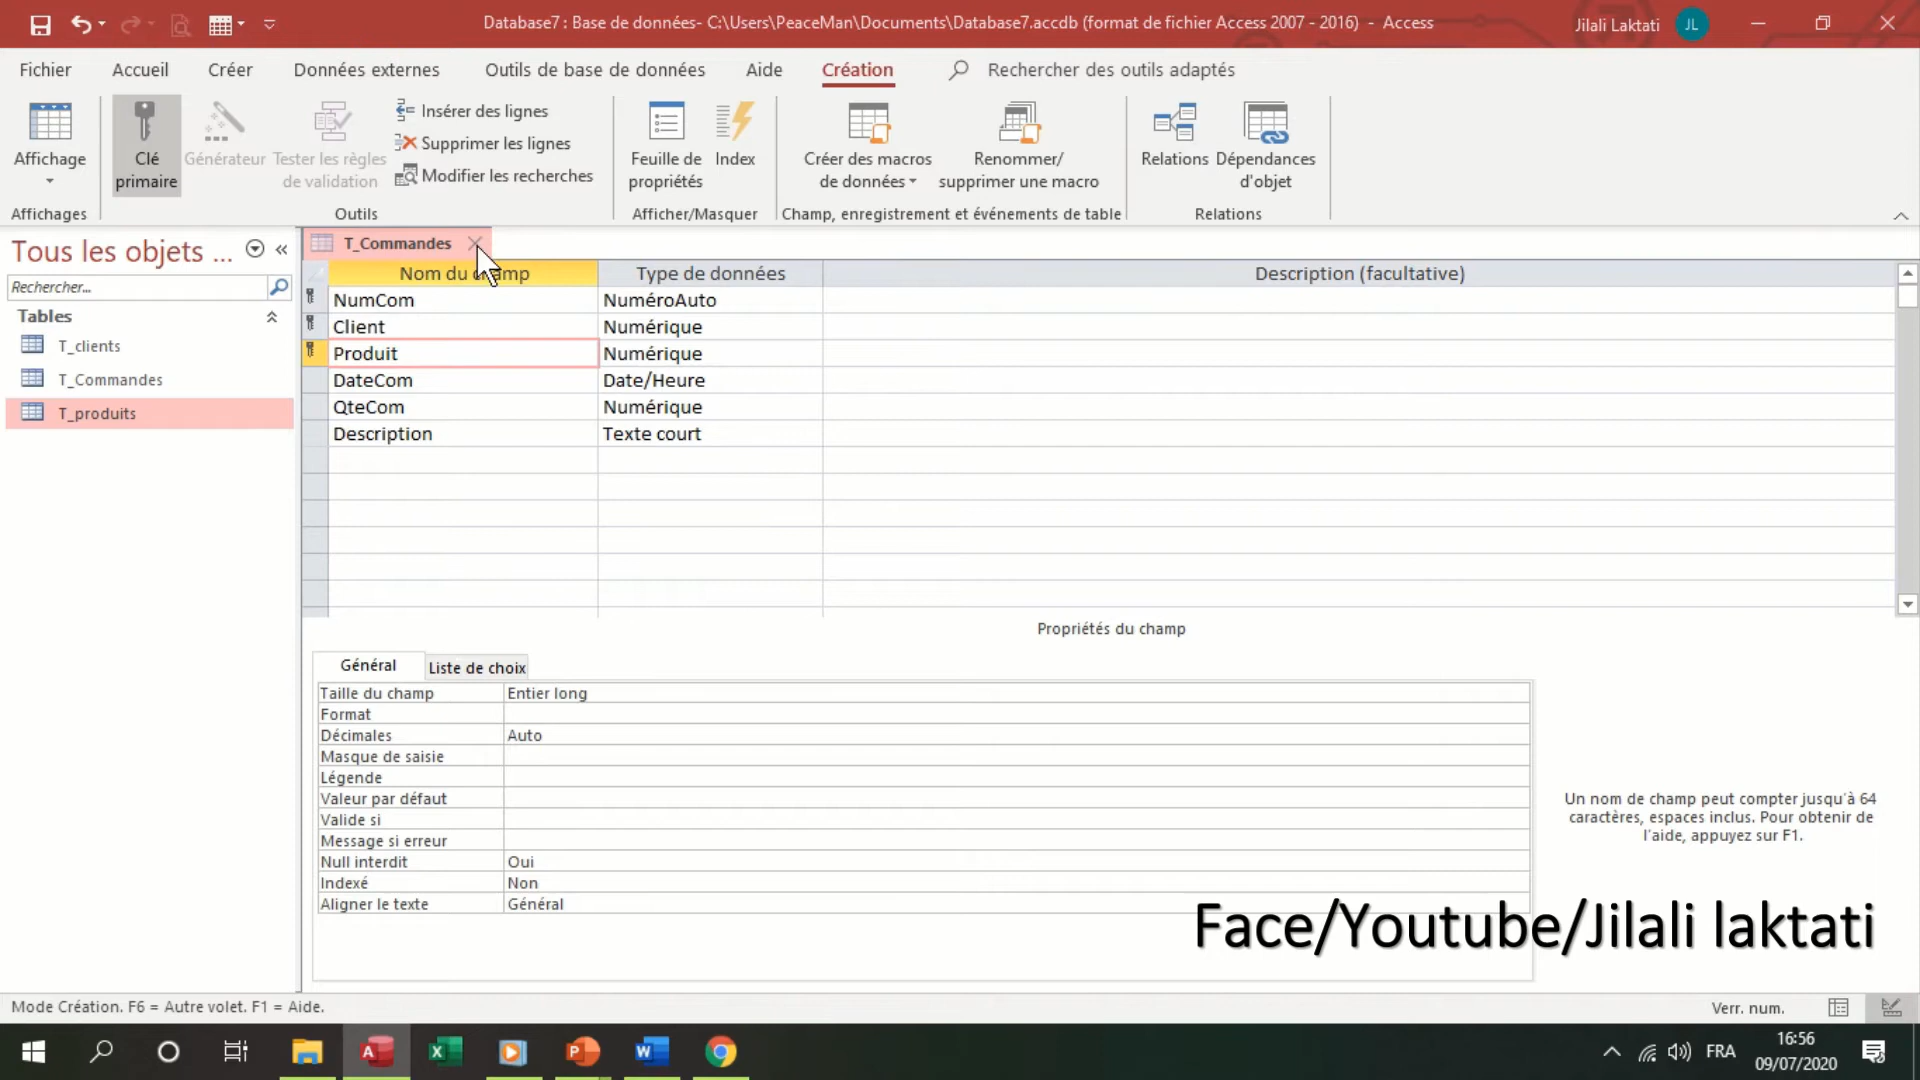 Database7 : Base de données- C:\Users\PeaceMan\Documents\Database7.accdb (format de fichier Access 2007 - 2016) - Access
Jilali Laktati
JL
Fichier
Accueil
Créer
Données externes
Outils de base de données
Aide
Création
Rechercher des outils adaptés
Affichage
Clé primaire
Générateur
Tester les règles de validation
Insérer des lignes
Supprimer les lignes
Modifier les recherches
Feuille de propriétés
Index
Créer des macros de données
Renommer/ supprimer une macro
Relations
Dépendances d'objet
Affichages
Outils
Afficher/Masquer
Champ, enregistrement et événements de table
Relations
Tous les objets ...
Rechercher...
Tables
T_clients
T_Commandes
T_produits
T_Commandes
Nom du champ
Type de données
Description (facultative)
NumCom
NuméroAuto
Client
Numérique
Produit
Numérique
DateCom
Date/Heure
QteCom
Numérique
Description
Texte court
Propriétés du champ
Général
Liste de choix
Taille du champ
Entier long
Format
Décimales
Auto
Masque de saisie
Légende
Valeur par défaut
Valide si
Message si erreur
Null interdit
Oui
Indexé
Non
Aligner le texte
Général
Un nom de champ peut compter jusqu'à 64
caractères, espaces inclus. Pour obtenir de
l'aide, appuyez sur F1.
Face/Youtube/Jilali laktati
Mode Création. F6 = Autre volet. F1 = Aide.
Verr. num.
FRA
16:56
09/07/2020